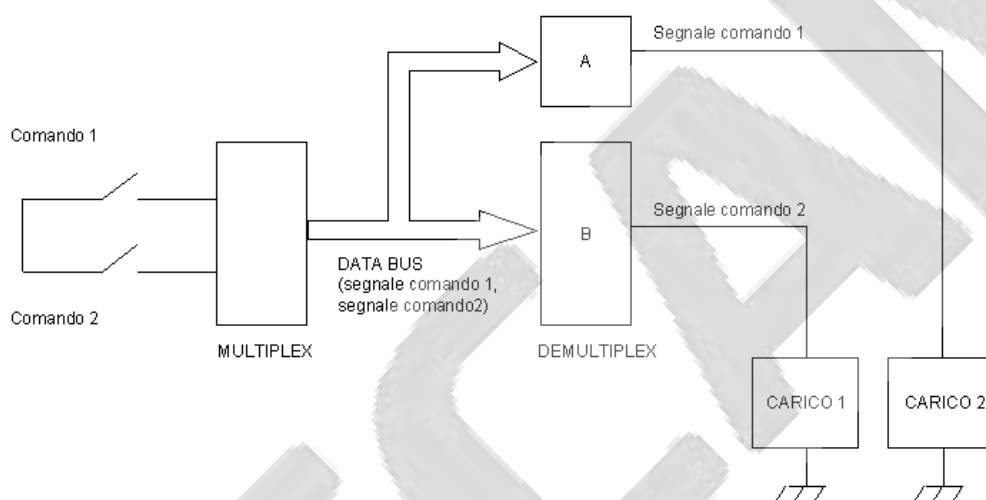 Segnale comando 1
A
Comando 1
Segnale comando 2
B
DATA BUS
(segnale comando 1,
segnale comando2)
Comando 2
MULTIPLEX
DEMULTIPLEX
CARICO 1
CARICO 2